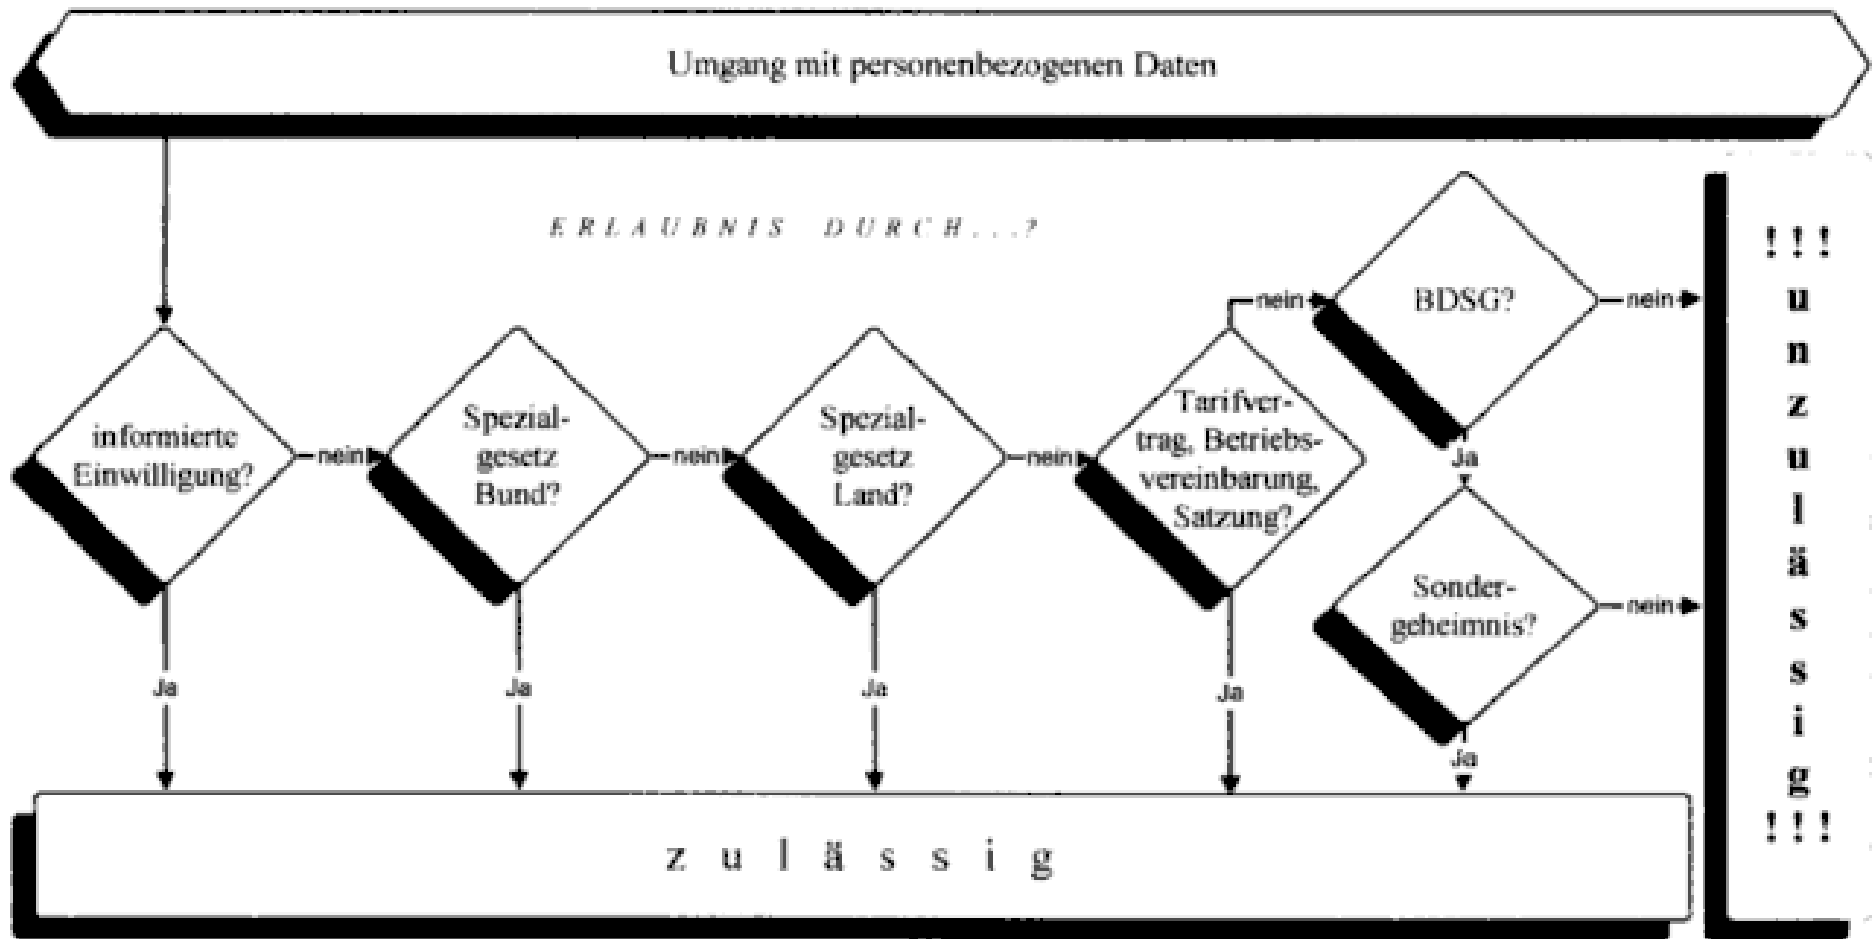 Umgang mit personenbezogenen Daten
ERLAUBNIS DURCH...?
informierte
Einwilligung?
nein
Spezial-
gesetz
Bund?
nein
Spezial-
gesetz
Land?
nein
Tarifver-
trag, Betriebs-
vereinbarung,
Satzung?
nein
BDSG?
nein
Ja
Sonder-
geheimnis?
nein
Ja
Ja
Ja
Ja
Ja
zulässig
!!!
u
n
z
u
l
ä
s
s
i
g
!!!